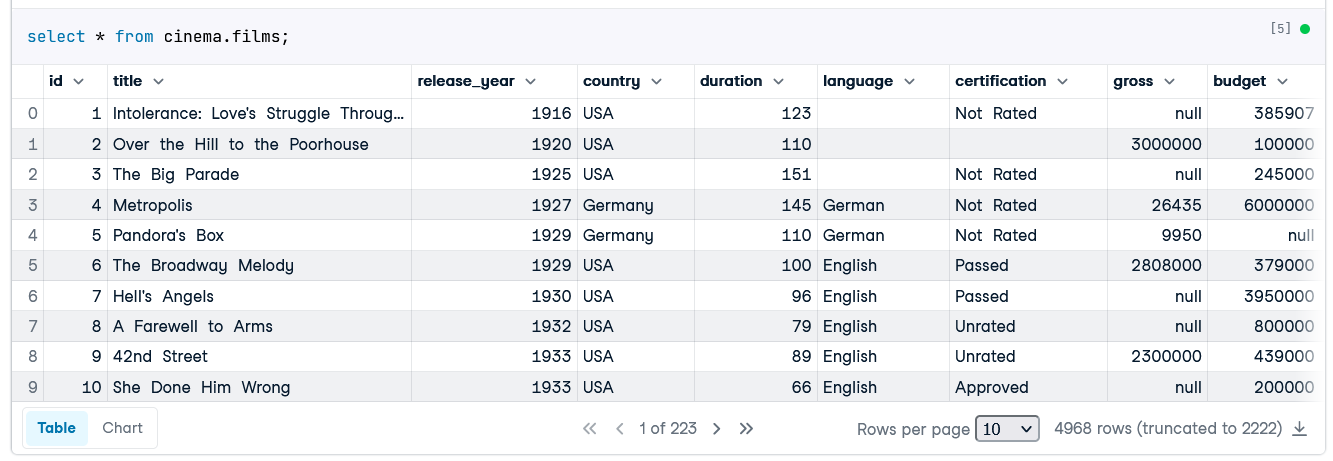 select * from cinema.films;
[5]
id title release_year country duration language certification gross budget
0 1 Intolerance: Love's Struggle Throug... 1916 USA 123 Not Rated null 385907
1 2 Over the Hill to the Poorhouse 1920 USA 110 3000000 100000
2 3 The Big Parade 1925 USA 151 Not Rated null 245000
3 4 Metropolis 1927 Germany 145 German Not Rated 26435 6000000
4 5 Pandora's Box 1929 Germany 110 German Not Rated 9950 null
5 6 The Broadway Melody 1929 USA 100 English Passed 2808000 379000
6 7 Hell's Angels 1930 USA 96 English Passed null 3950000
7 8 A Farewell to Arms 1932 USA 79 English Unrated null 800000
8 9 42nd Street 1933 USA 89 English Unrated 2300000 439000
9 10 She Done Him Wrong 1933 USA 66 English Approved null 200000
Table Chart 1 of 223 Rows per page 10 4968 rows (truncated to 2222)